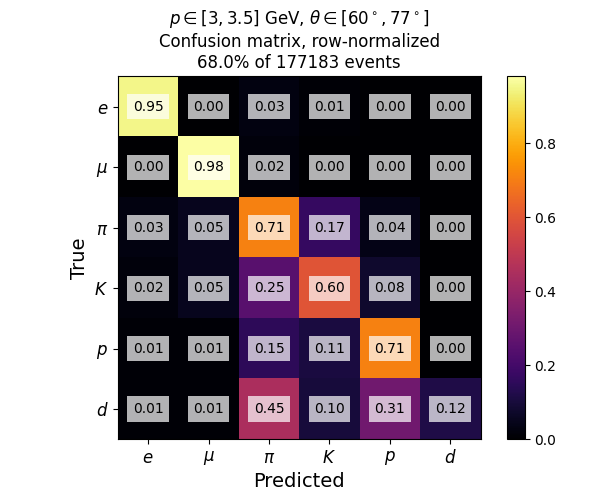 p ∈ [3, 3.5] GeV, θ ∈ [60°, 77°]
Confusion matrix, row-normalized
68.0% of 177183 events
True
e 0.95 0.00 0.03 0.01 0.00 0.00
μ 0.00 0.98 0.02 0.00 0.00 0.00
π 0.03 0.05 0.71 0.17 0.04 0.00
K 0.02 0.05 0.25 0.60 0.08 0.00
p 0.01 0.01 0.15 0.11 0.71 0.00
d 0.01 0.01 0.45 0.10 0.31 0.12
e μ π K p d
Predicted
0.8
0.6
0.4
0.2
0.0